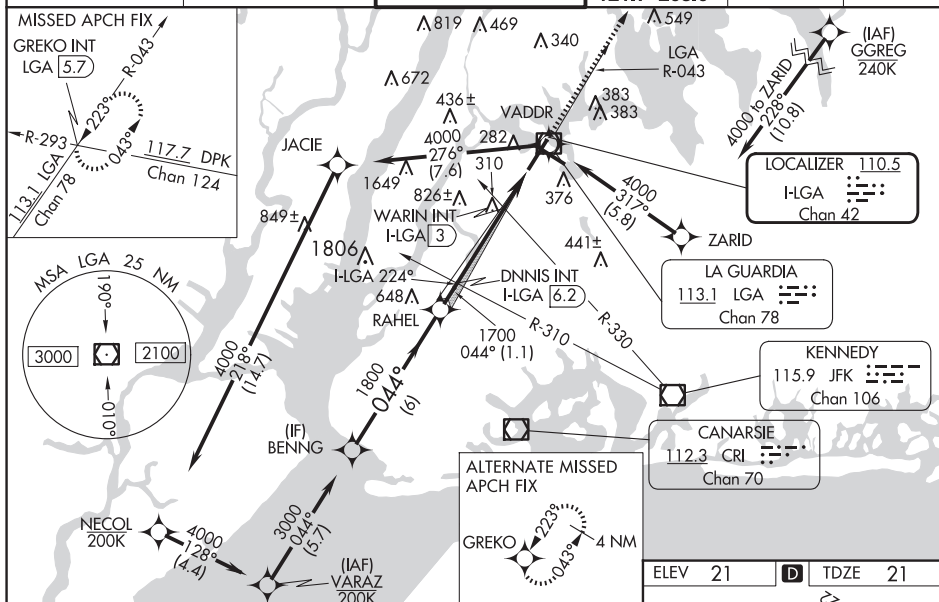 MISSED APCH FIX
GREKO INT
LGA 5.7
R-043
223°
043°
R-293
117.7 DPK
Chan 124
113.1 LGA
Chan 78
819
469
340
549
672
436±
383
383
LGA
R-043
(IAF)
GGREG
240K
4000 to ZARID
228°
(10.8)
VADDR
JACIE
4000
276°
(7.6)
282
310
1649
826±
376
4000
317°
(5.8)
LOCALIZER 110.5
I-LGA
Chan 42
WARIN INT
I-LGA 3
849±
1806
441±
ZARID
I-LGA 224°
DNNIS INT
I-LGA 6.2
LA GUARDIA
113.1 LGA
Chan 78
648
RAHEL
R-310
R-330
1700
044° (1.1)
MSA LGA 25 NM
190°
3000
2100
010°
4000
218°
(14.7)
1800
044°
(6)
KENNEDY
115.9 JFK
Chan 106
(IF)
BENNG
CANARSIE
112.3 CRI
Chan 70
ALTERNATE MISSED
APCH FIX
GREKO
223°
043°
4 NM
NECOL
200K
4000
128°
(4.4)
3000
044°
(5.7)
(IAF)
VARAZ
200K
ELEV 21
D
TDZE 21
22